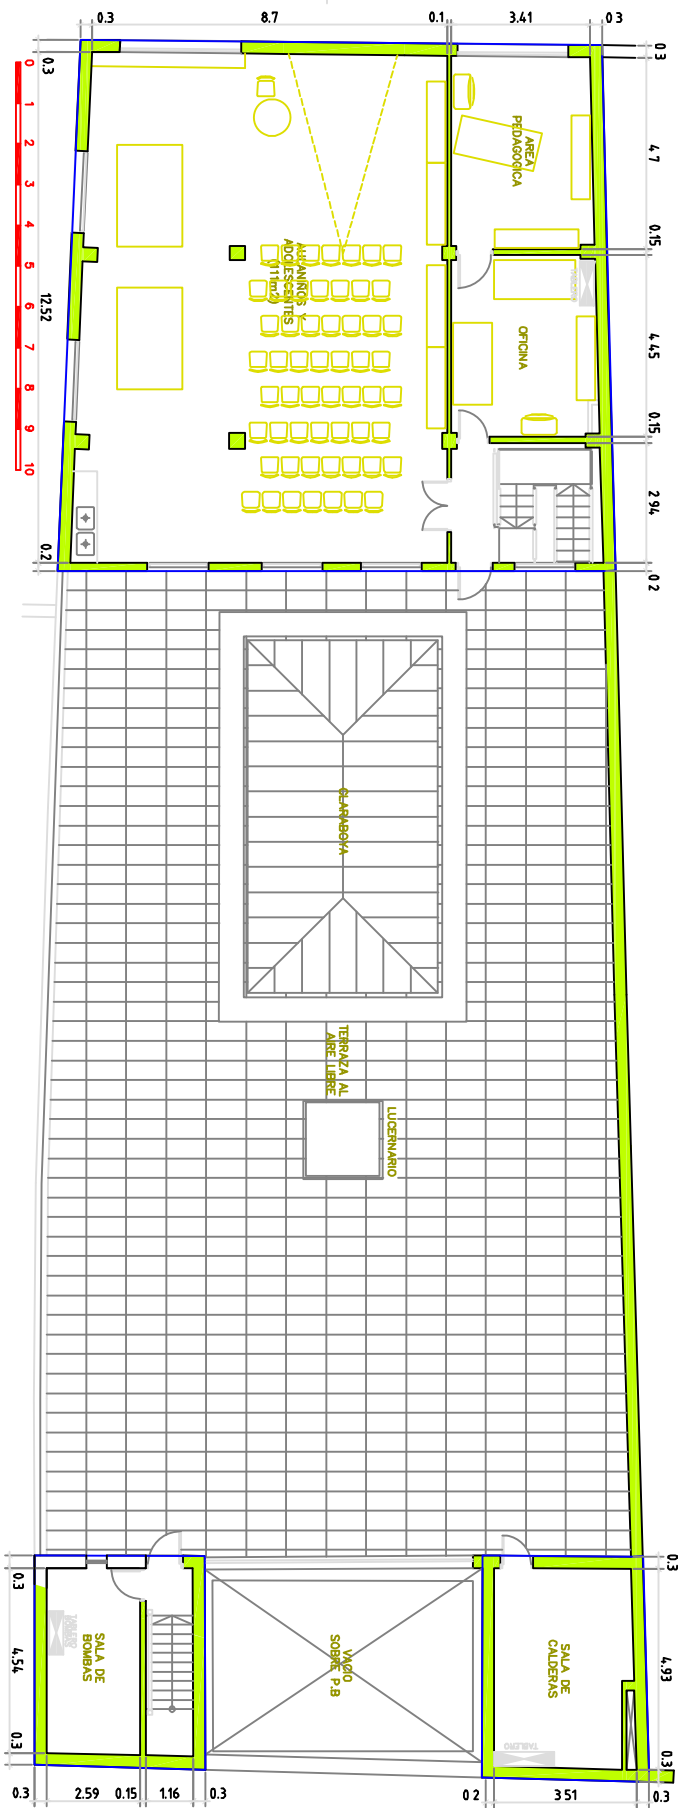 0.3
8.7
0.1
3.41
0 3
0.3
12.52
0.2
0
1
2
3
4
5
6
7
8
9
10
0 3
4 7
0.15
4 45
0.15
2 94
0 2
AREA
PEDAGOGICA
ADOLESCENTES
(111m2)
OFICINA
CLARABOYA
TERRAZA AL
AIRE LIBRE
LUCERNARIO
0.3
4.54
0.3
SALA DE
BOMBAS
TABLERO
BOMBAS
VACIO
SOBRE P.B
SALA DE
CALDERAS
TABLERO
0.3
4.93
0.3
0.3
2.59
0.15
1.16
0.3
0 2
3 51
0.3